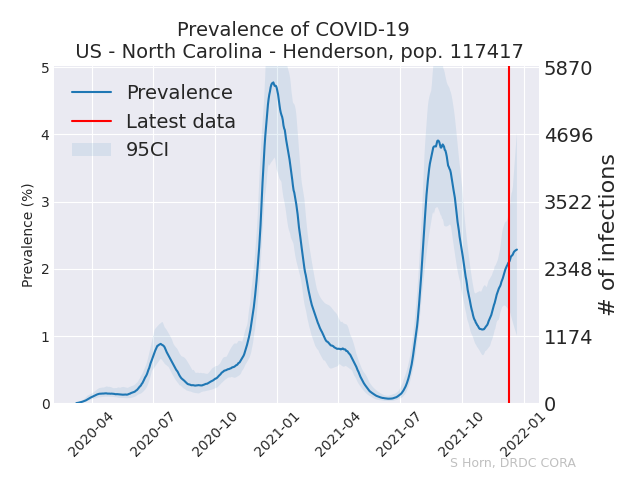 Prevalence of COVID-19
US - North Carolina - Henderson, pop. 117417
Prevalence
Latest data
95CI
Prevalence (%)
5
4
3
2
1
0
5870
4696
3522
2348
1174
0
# of infections
2020-04
2020-07
2020-10
2021-01
2021-04
2021-07
2021-10
2022-01
S Horn, DRDC CORA